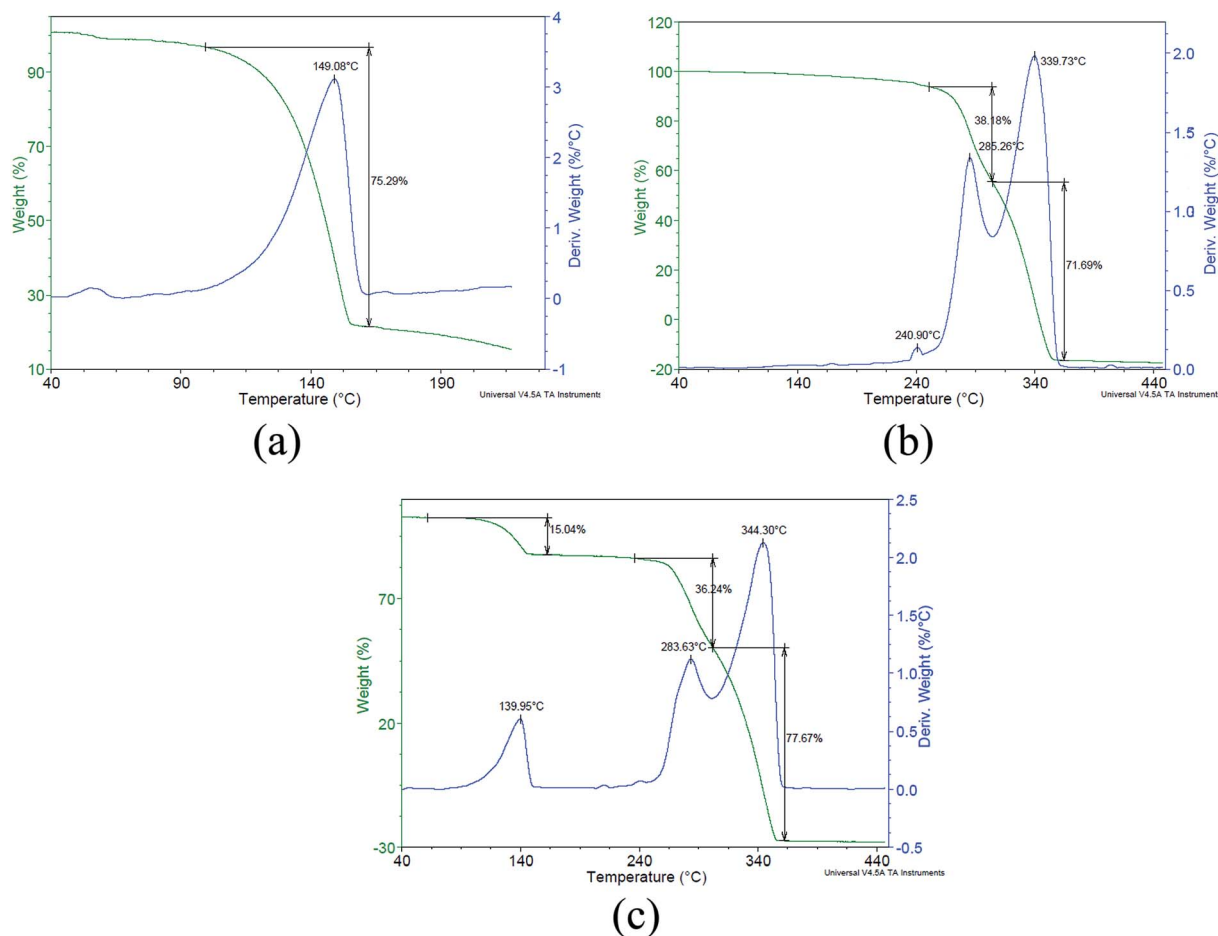 4
3
2
1
0
-1
Deriv. Weight (%/°C)
90
70
50
30
10
Weight (%)
149.08°C
75.29%
40 90 140 190
Temperature (°C)
Universal V4.5A TA Instruments
(a)
120
100
80
60
40
20
0
-20
Weight (%)
2.0
1.5
1.0
0.5
0.0
Deriv. Weight (%/°C)
339.73°C
38.18%
285.26°C
71.69%
240.90°C
40 140 240 340 440
Temperature (°C)
Universal V4.5A TA Instruments
(b)
70
20
-30
Weight (%)
2.5
2.0
1.5
1.0
0.5
0.0
-0.5
Deriv. Weight (%/°C)
15.04%
344.30°C
36.24%
283.63°C
139.95°C
77.67%
40 140 240 340 440
Temperature (°C)
Universal V4.5A TA Instruments
(c)